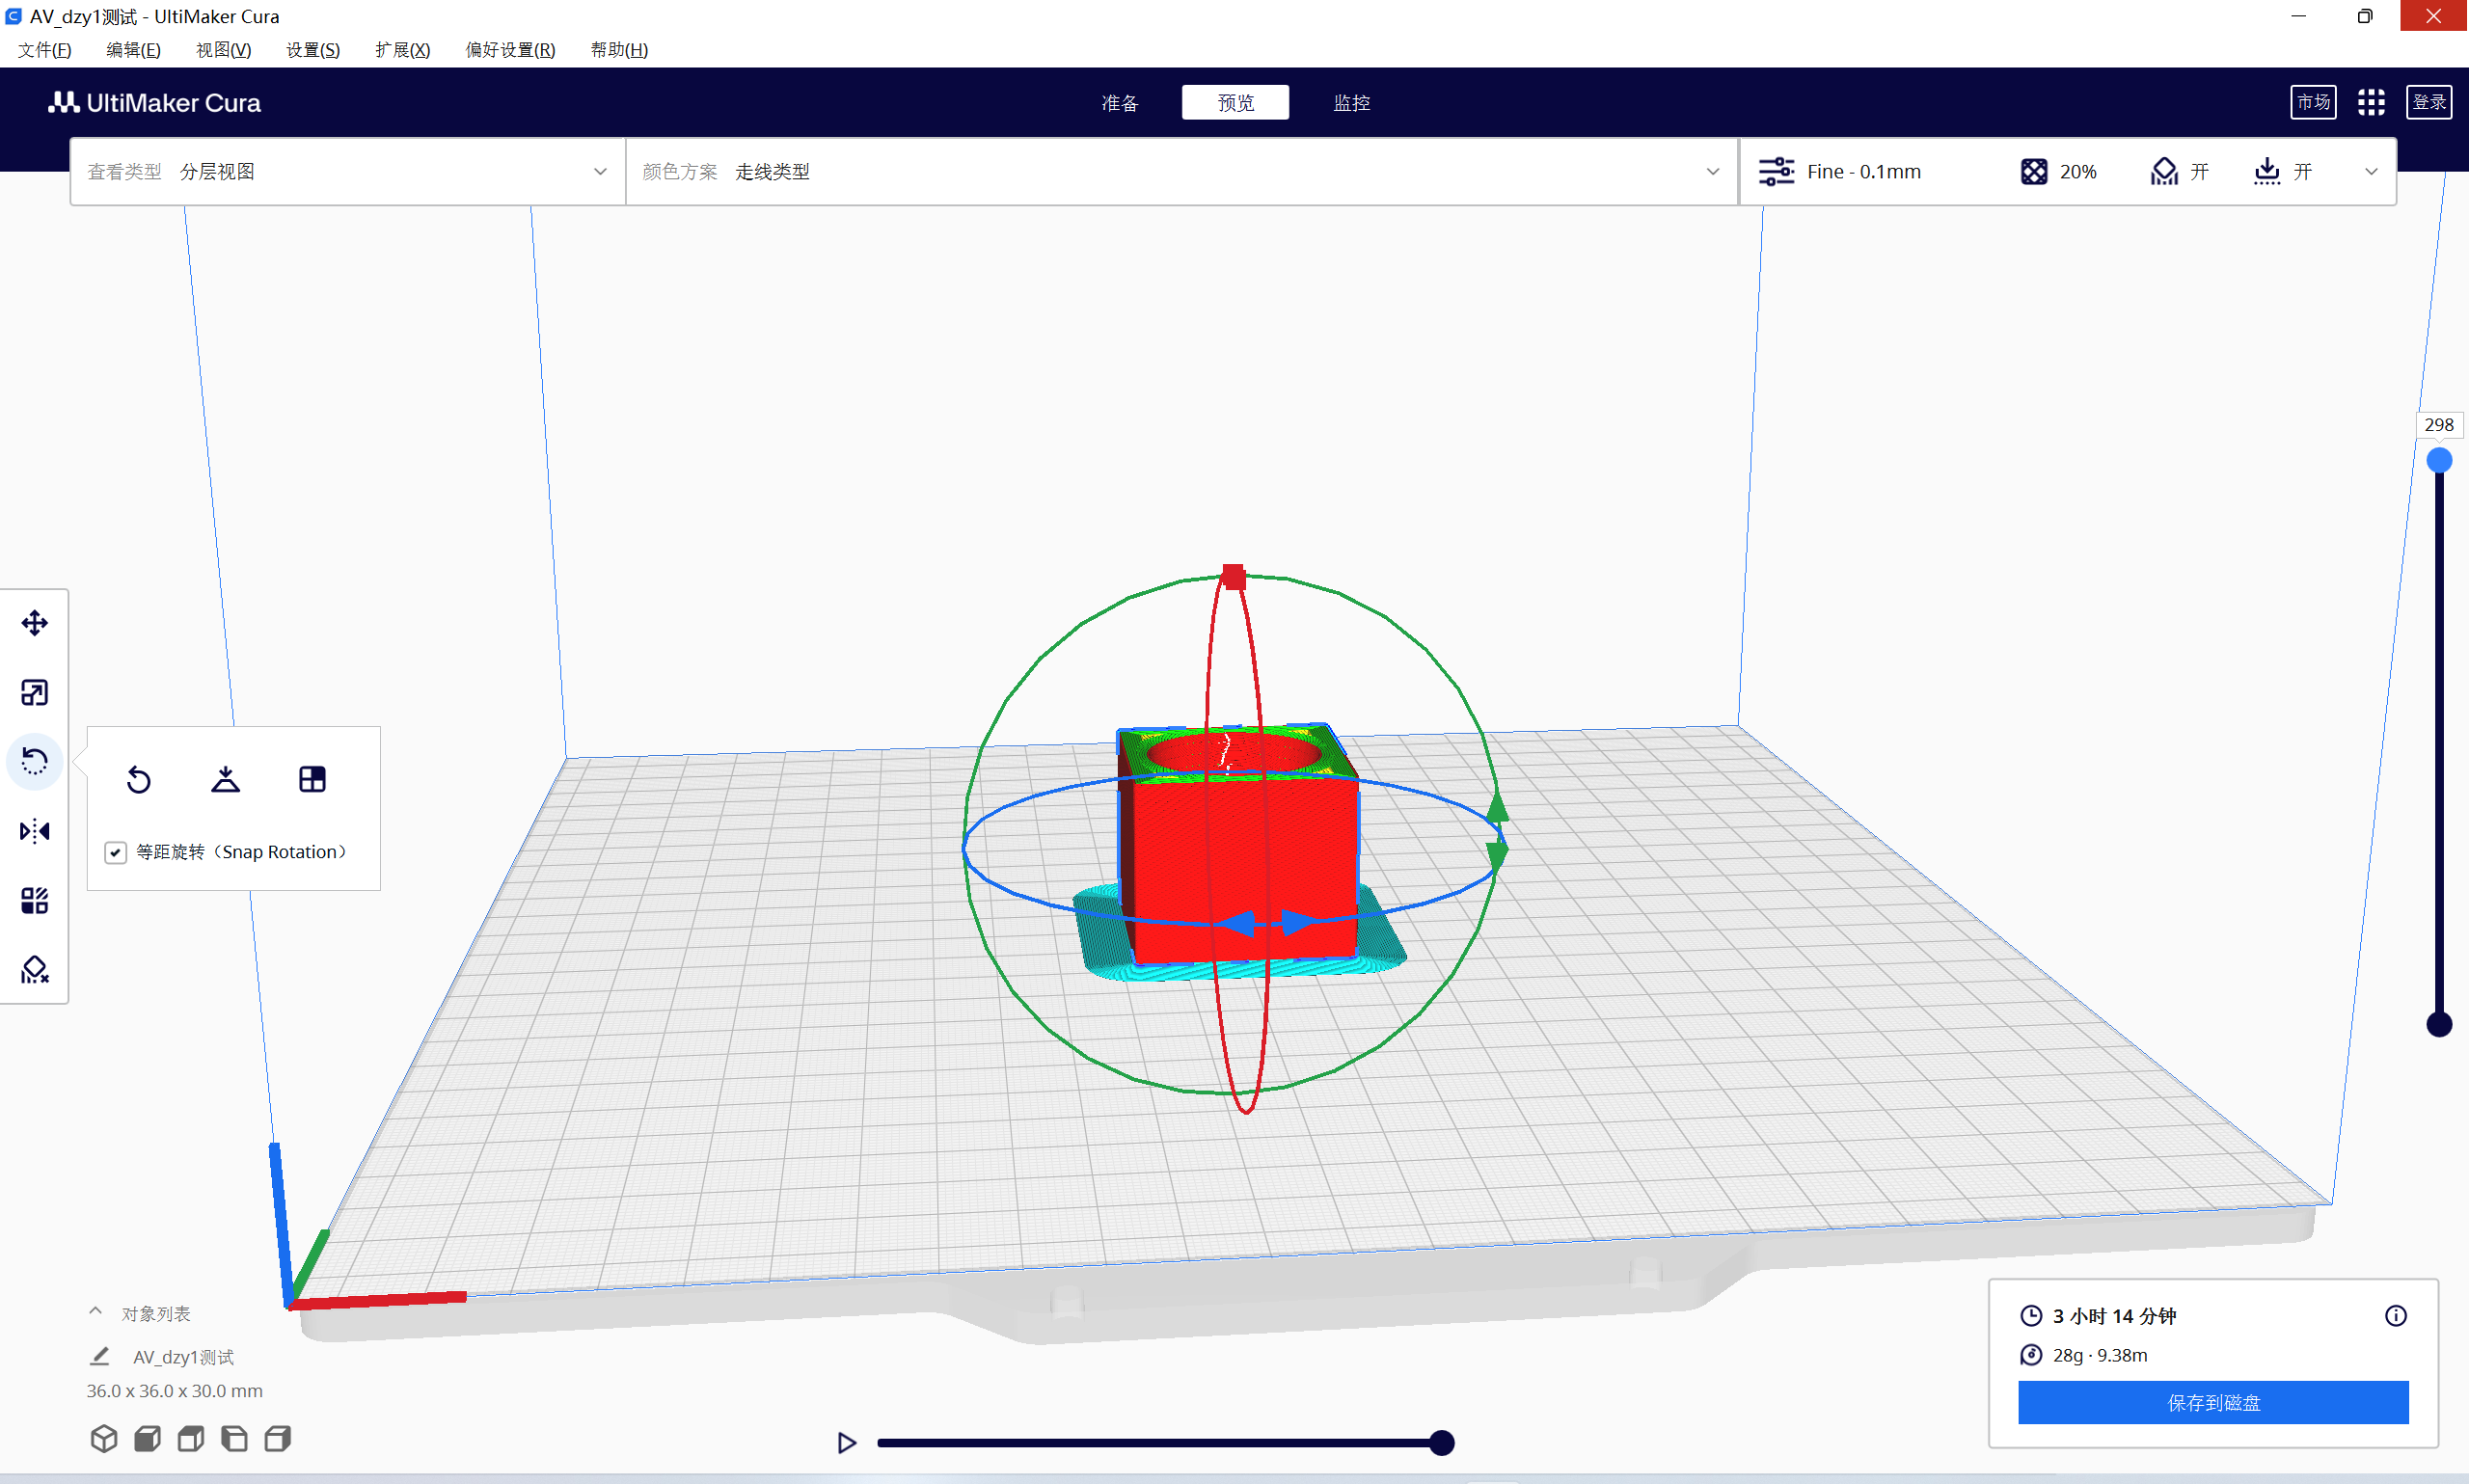 AV_dzy1测试 - UltiMaker Cura
文件(F) 编辑(E) 视图(V) 设置(S) 扩展(X) 偏好设置(R) 帮助(H)
UltiMaker Cura 准备 预览 监控 市场 登录
查看类型 分层视图 颜色方案 走线类型 Fine - 0.1mm 20% 开 开
298
等距旋转（Snap Rotation）
对象列表
AV_dzy1测试
36.0 x 36.0 x 30.0 mm
3 小时 14 分钟
28g · 9.38m
保存到磁盘